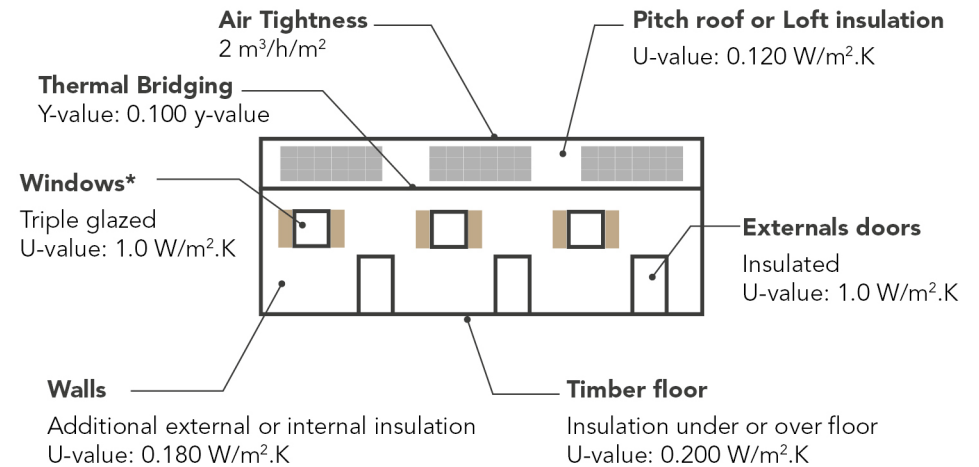 Air Tightness
2 m³/h/m²
Pitch roof or Loft insulation
U-value: 0.120 W/m².K
Thermal Bridging
Y-value: 0.100 y-value
Windows*
Triple glazed
U-value: 1.0 W/m².K
Externals doors
Insulated
U-value: 1.0 W/m².K
Walls
Additional external or internal insulation
U-value: 0.180 W/m².K
Timber floor
Insulation under or over floor
U-value: 0.200 W/m².K